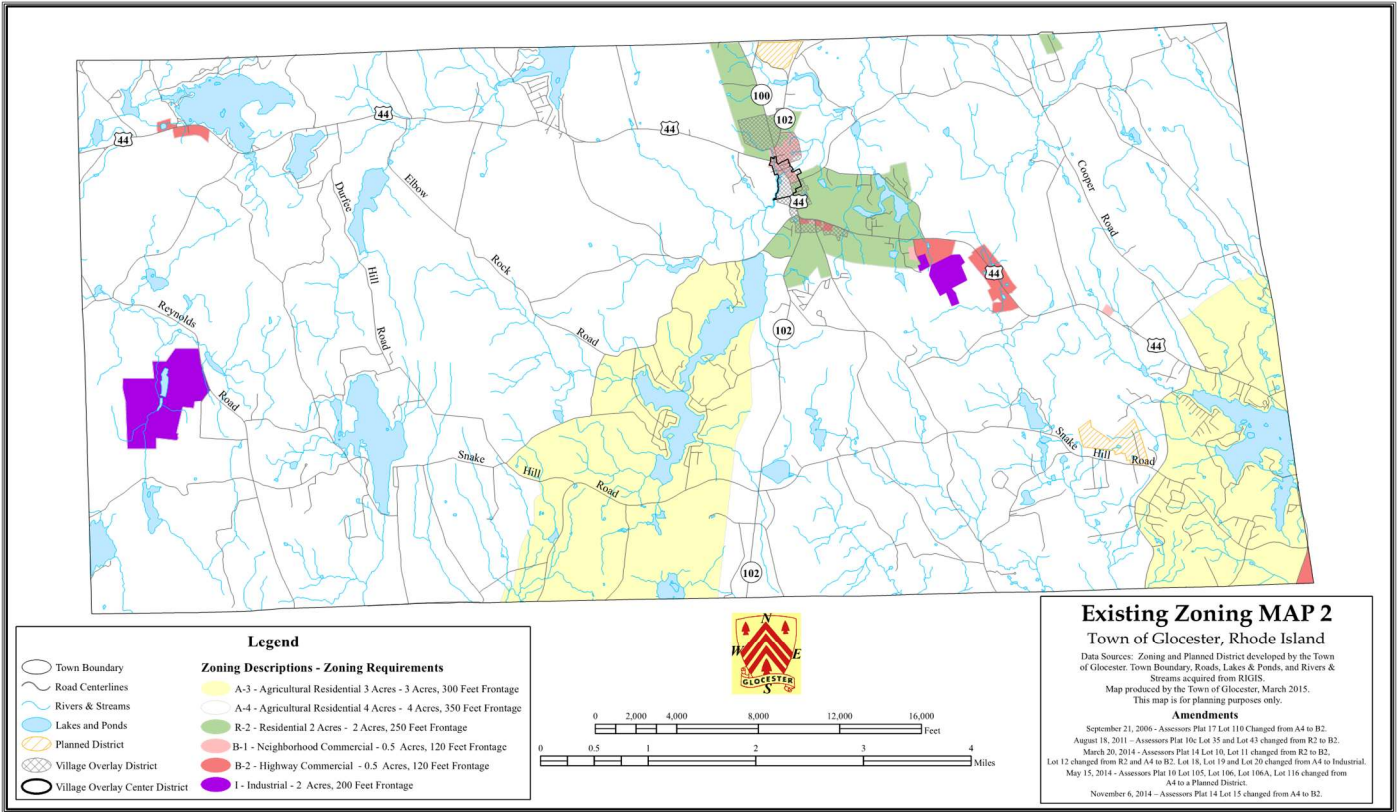 100
102
44
44
44
44
Durfee
Hill
Road
Elbow
Rock
Road
Cooper
Road
44
44
Reynolds
Road
102
Snake
Hill
Road
Snake
Hill
Road
102
Legend
Town Boundary
Road Centerlines
Rivers & Streams
Lakes and Ponds
Planned District
Village Overlay District
Village Overlay Center District
Zoning Descriptions - Zoning Requirements
A-3 - Agricultural Residential 3 Acres - 3 Acres, 300 Feet Frontage
A-4 - Agricultural Residential 4 Acres - 4 Acres, 350 Feet Frontage
R-2 - Residential 2 Acres - 2 Acres, 250 Feet Frontage
B-1 - Neighborhood Commercial - 0.5 Acres, 120 Feet Frontage
B-2 - Highway Commercial - 0.5 Acres, 120 Feet Frontage
I - Industrial - 2 Acres, 200 Feet Frontage
N
W E
GLOCESTER
S
0 2,000 4,000 8,000 12,000 16,000
Feet
0 0.5 1 2 3 4
Miles
Existing Zoning MAP 2
Town of Glocester, Rhode Island
Data Sources: Zoning and Planned District developed by the Town
of Glocester. Town Boundary, Roads, Lakes & Ponds, and Rivers &
Streams acquired from RIGIS.
Map produced by the Town of Glocester, March 2015.
This map is for planning purposes only.
Amendments
September 21, 2006 - Assessors Plat 17 Lot 110 Changed from A4 to B2.
August 18, 2011 – Assessors Plat 10c Lot 35 and Lot 43 changed from R2 to B2.
March 20, 2014 - Assessors Plat 14 Lot 10, Lot 11 changed from R2 to B2,
Lot 12 changed from R2 and A4 to B2. Lot 18, Lot 19 and Lot 20 changed from A4 to Industrial.
May 15, 2014 - Assessors Plat 10 Lot 105, Lot 106, Lot 106A, Lot 116 changed from
A4 to a Planned District.
November 6, 2014 – Assessors Plat 14 Lot 15 changed from A4 to B2.